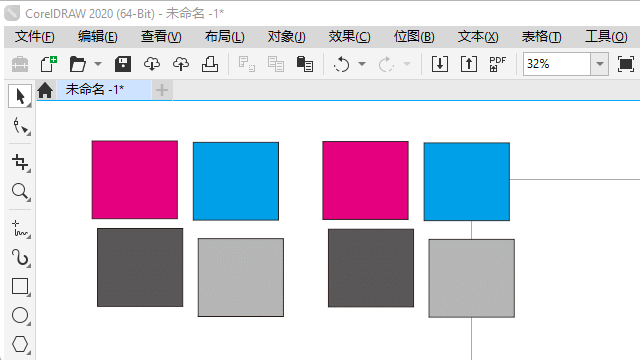 CorelDRAW 2020 (64-Bit) - 未命名 -1*
文件(F) 编辑(E) 查看(V) 布局(L) 对象(J) 效果(C) 位图(B) 文本(X) 表格(T) 工具(O)
PDF 32%
未命名 -1*